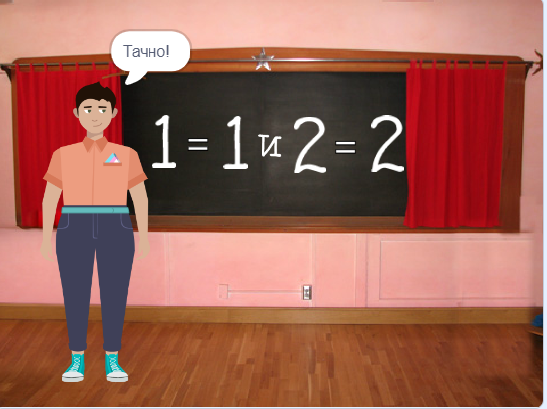 Тачно!
1 = 1 и 2 = 2